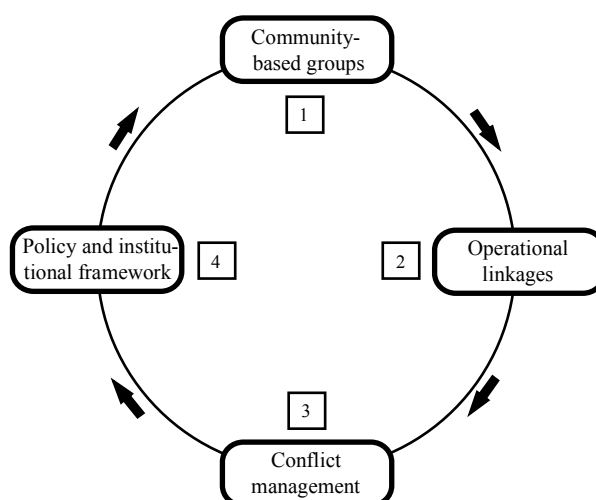 Community-
based groups
1
Policy and institu-
tional framework
4
2
Operational
linkages
3
Conflict
management